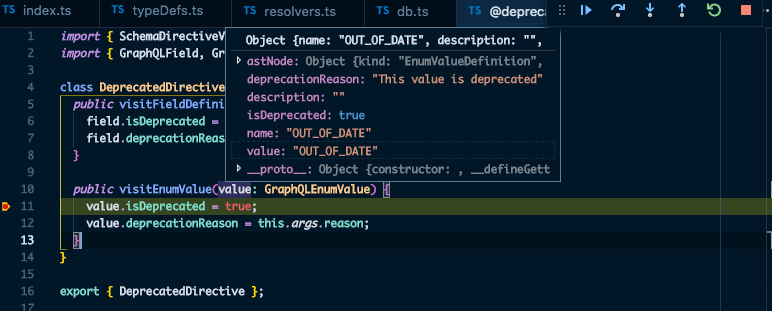 TS index.ts TS typeDefs.ts TS resolvers.ts TS db.ts TS @depreca
1 import { SchemaDirectiveV
2 import { GraphQLField, Gr
3
4 class DeprecatedDirective
5 public visitFieldDefini
6 field.isDeprecated =
7 field.deprecationReas
8 }
9
10 public visitEnumValue(value: GraphQLEnumValue) {
11 value.isDeprecated = true;
12 value.deprecationReason = this.args.reason;
13 }
14 }
15
16 export { DeprecatedDirective };
17
Object {name: "OUT_OF_DATE", description: "",
astNode: Object {kind: "EnumValueDefinition",
deprecationReason: "This value is deprecated"
description: ""
isDeprecated: true
name: "OUT_OF_DATE"
value: "OUT_OF_DATE"
__proto__: Object {constructor: , __defineGett